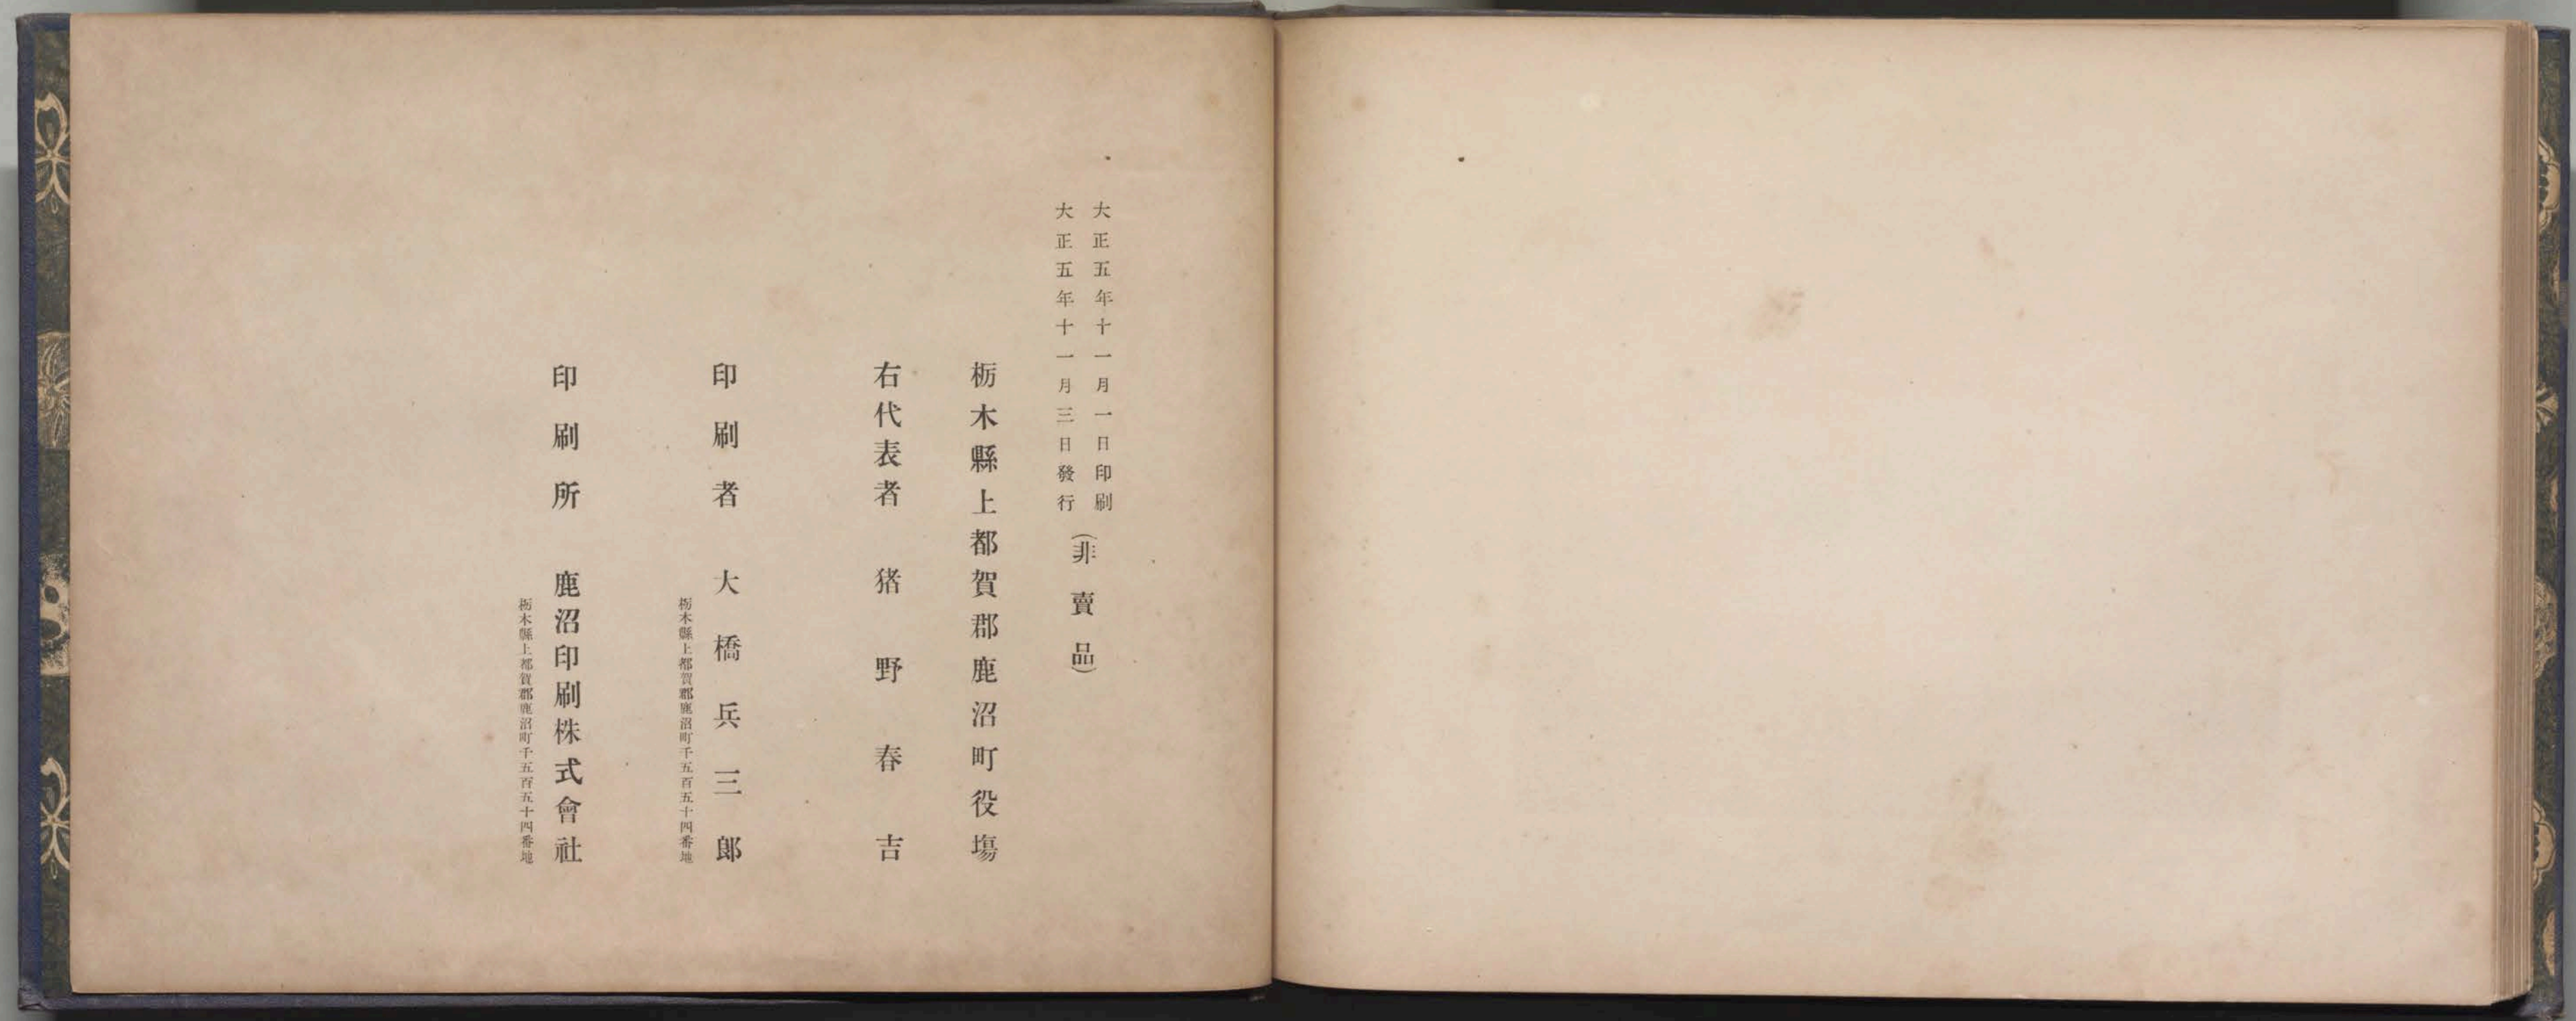 大正五年十一月一日印刷
大正五年十一月三日發行
(非賣品)
栃木縣上都賀郡鹿沼町役塲
右代表者 猪野春吉
印刷者 大橋兵三郎
栃木縣上都賀郡鹿沼町千五百五十四番地
印刷所 鹿沼印刷株式會社
栃木縣上都賀郡鹿沼町千五百五十四番地